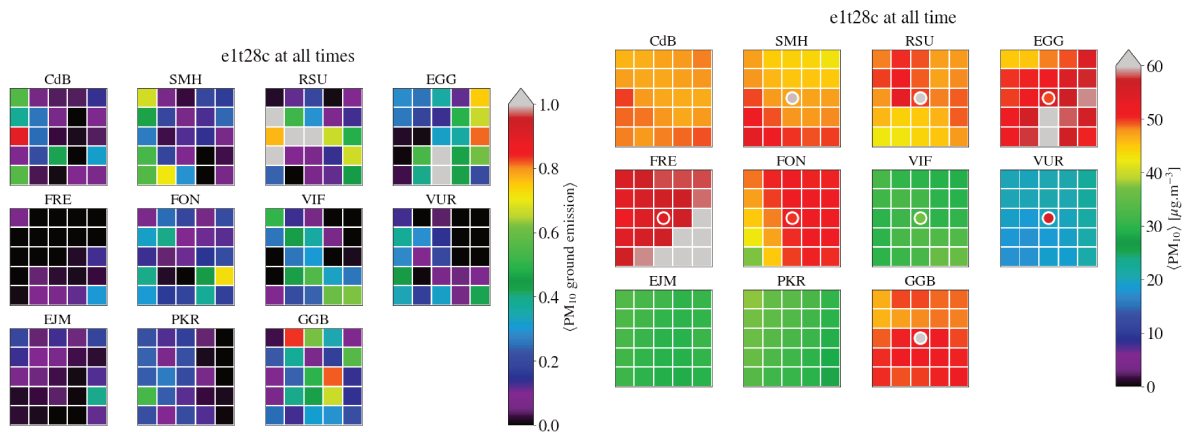 e1t28c at all times
CdB SMH RSU EGG
FRE FON VIF VUR
EJM PKR GGB
1.0
0.8
0.6
0.4
0.2
0.0
⟨PM₁₀ ground emission⟩
e1t28c at all time
CdB SMH RSU EGG
FRE FON VIF VUR
EJM PKR GGB
60
50
40
30
20
10
0
⟨PM₁₀⟩ [μg.m⁻³]